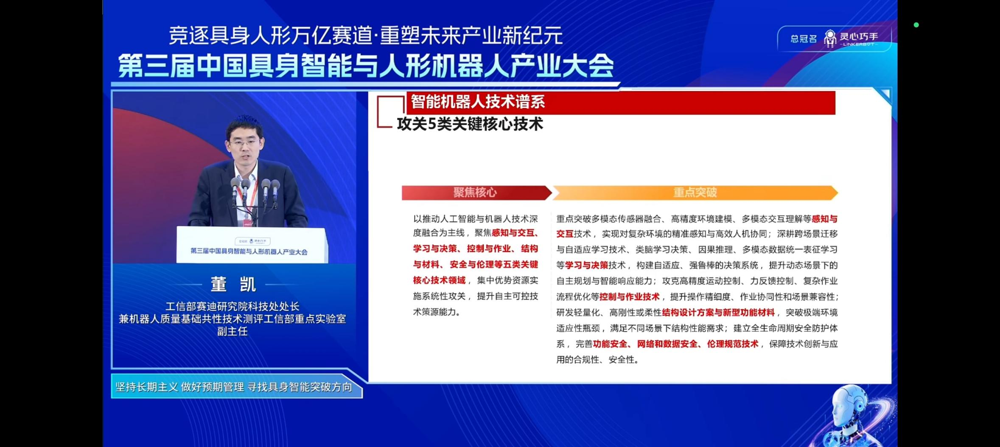 竞逐具身人形万亿赛道·重塑未来产业新纪元
第三届中国具身智能与人形机器人产业大会
总冠名 灵心巧手
LINKERBOT
智能机器人技术谱系
攻关5类关键核心技术
聚焦核心
以推动人工智能与机器人技术深
度融合为主线，聚焦感知与交互、
学习与决策、控制与作业、结构
与材料、安全与伦理等五类关键
核心技术领域，集中优势资源实
施系统性攻关，提升自主可控技
术策源能力。
重点突破
重点突破多模态传感器融合、高精度环境建模、多模态交互理解等感知与
交互技术，实现对复杂环境的精准感知与高效人机协同；深耕跨场景迁移
与自适应学习技术、类脑学习决策、因果推理、多模态数据统一表征学习
等学习与决策技术，构建自适应、强鲁棒的决策系统，提升动态场景下的
自主规划与智能响应能力；攻克高精度运动控制、力反馈控制、复杂作业
流程优化等控制与作业技术，提升操作精细度、作业协同性和场景兼容性；
研发轻量化、高刚性或柔性结构设计方案与新型功能材料，突破极端环境
适应性瓶颈，满足不同场景下结构性能需求；建立全生命周期安全防护体
系，完善功能安全、网络和数据安全、伦理规范技术，保障技术创新与应
用的合规性、安全性。
总冠名 灵心巧手
第三届中国具身智能与人形机器人产业大会
董 凯
工信部赛迪研究院科技处处长
兼机器人质量基础共性技术测评工信部重点实验室
副主任
坚持长期主义 做好预期管理 寻找具身智能突破方向